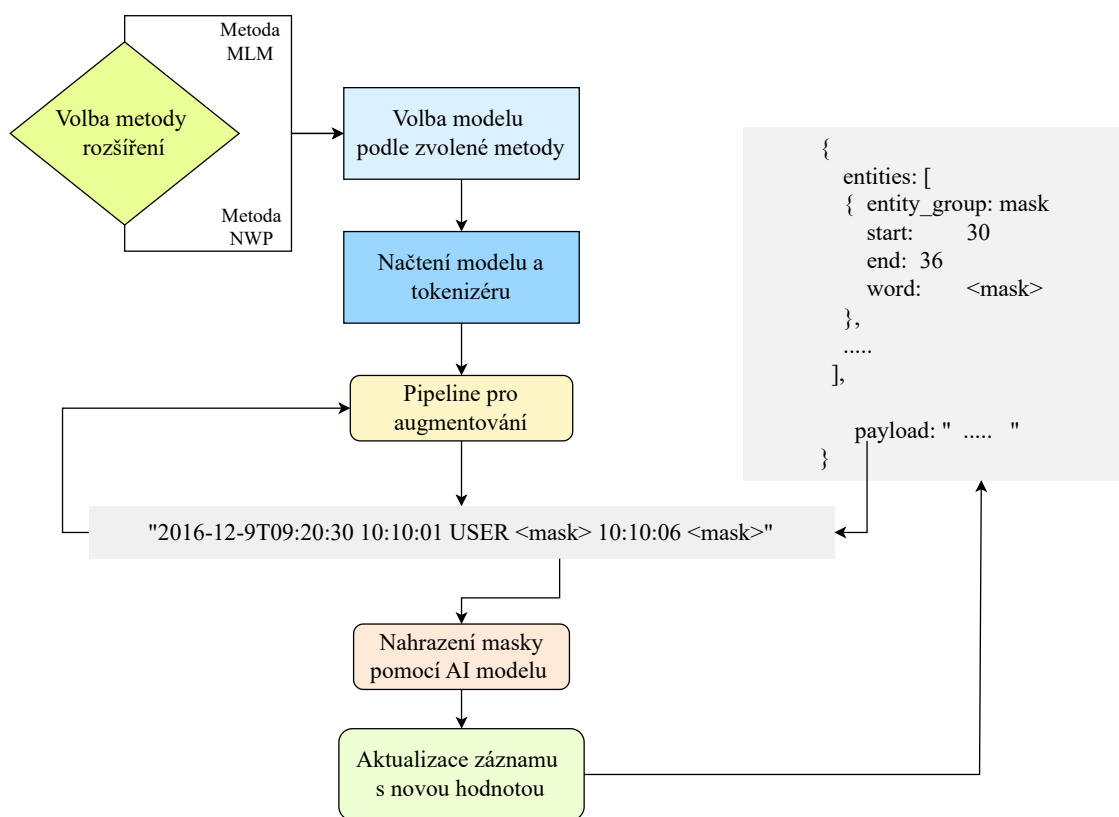 Metoda
MLM
Volba metody
rozšíření
Metoda
NWP
Volba modelu
podle zvolené metody
Načtení modelu a
tokenizéru
Pipeline pro
augmentování
{
entities: [
{ entity_group: mask
start: 30
end: 36
word: <mask>
},
.....
],
payload: " ..... "
}
"2016-12-9T09:20:30 10:10:01 USER <mask> 10:10:06 <mask>"
Nahrazení masky
pomocí AI modelu
Aktualizace záznamu
s novou hodnotou